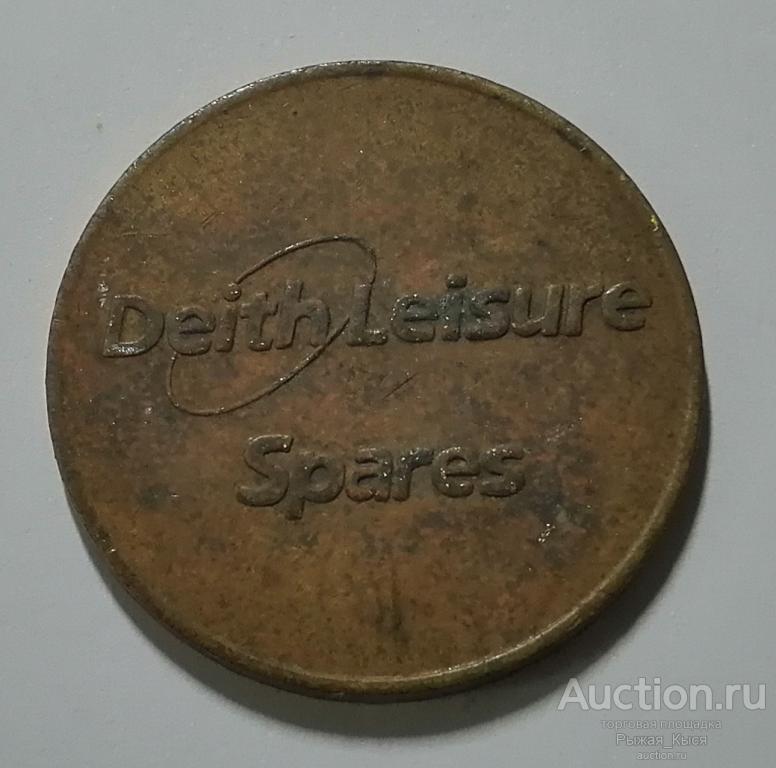 Deith Leisure
Spares
Auction.ru
торговая площадка
Рыжая_Кыся
auction.ru